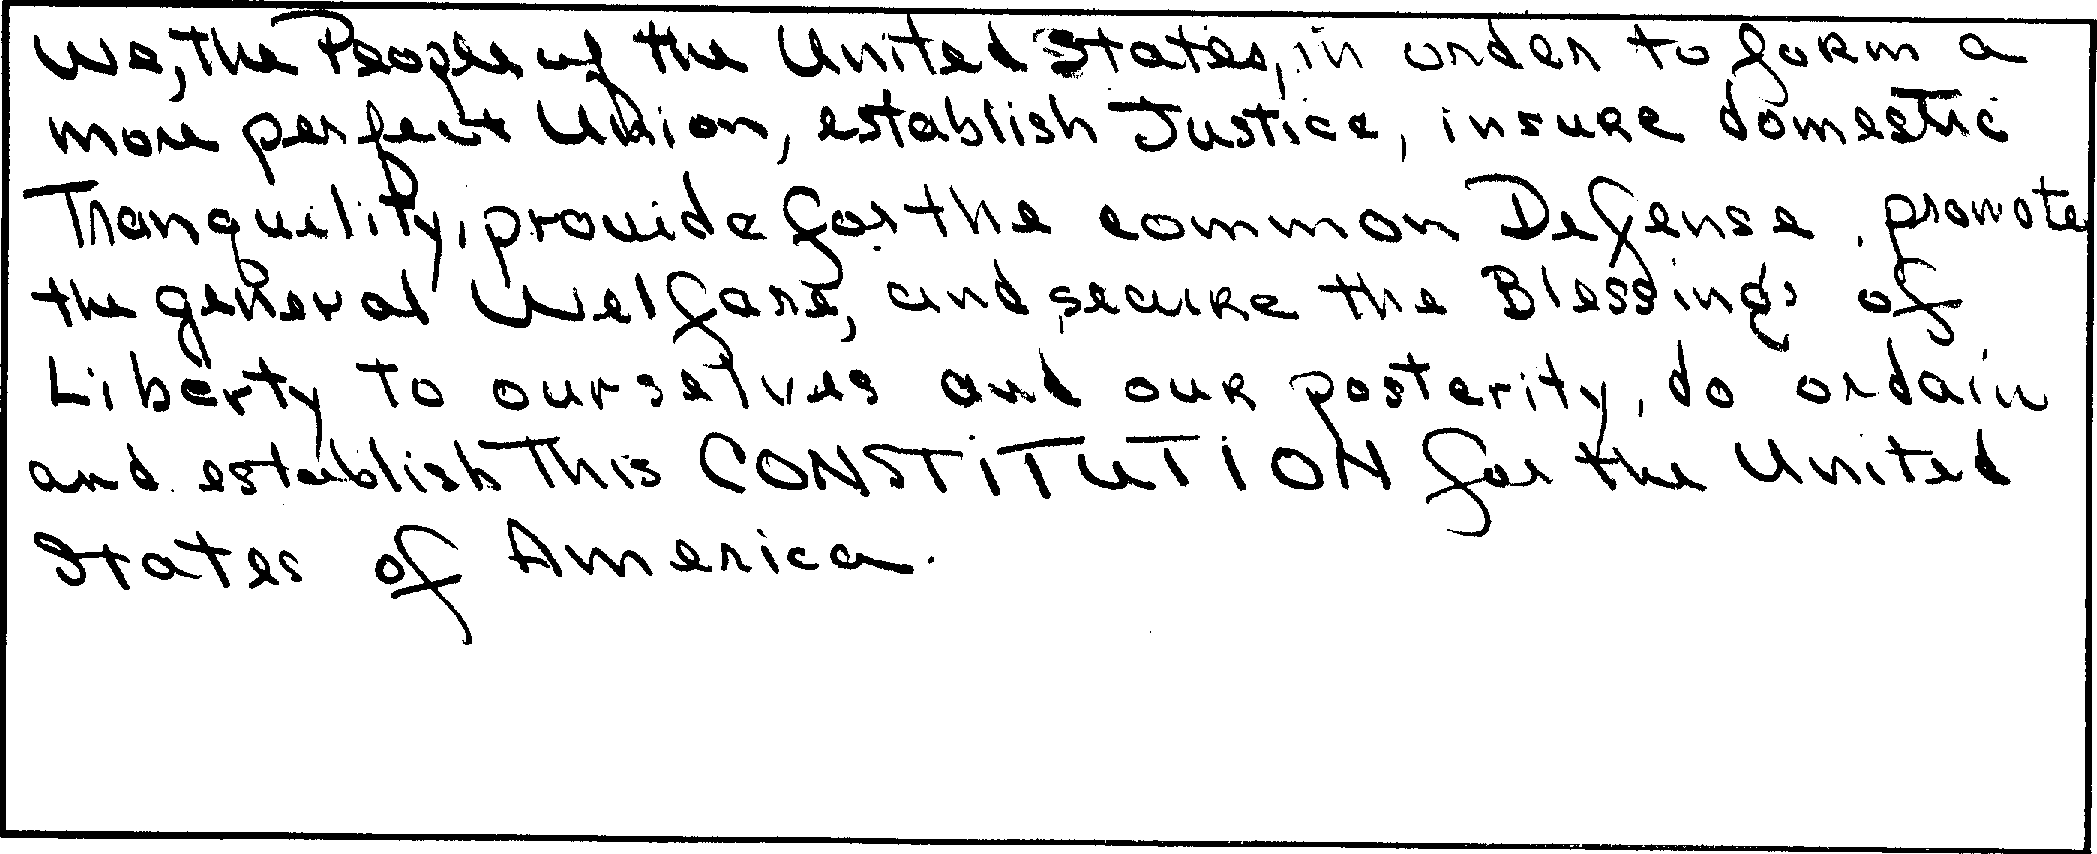 We, the People of the United States, in order to form a
more perfect Union, establish Justice, insure domestic
Tranquility, provide for the common Defense, promote
the general Welfare, and secure the Blessings of
Liberty to ourselves and our posterity, do ordain
and establish this CONSTITUTION for the United
States of America.